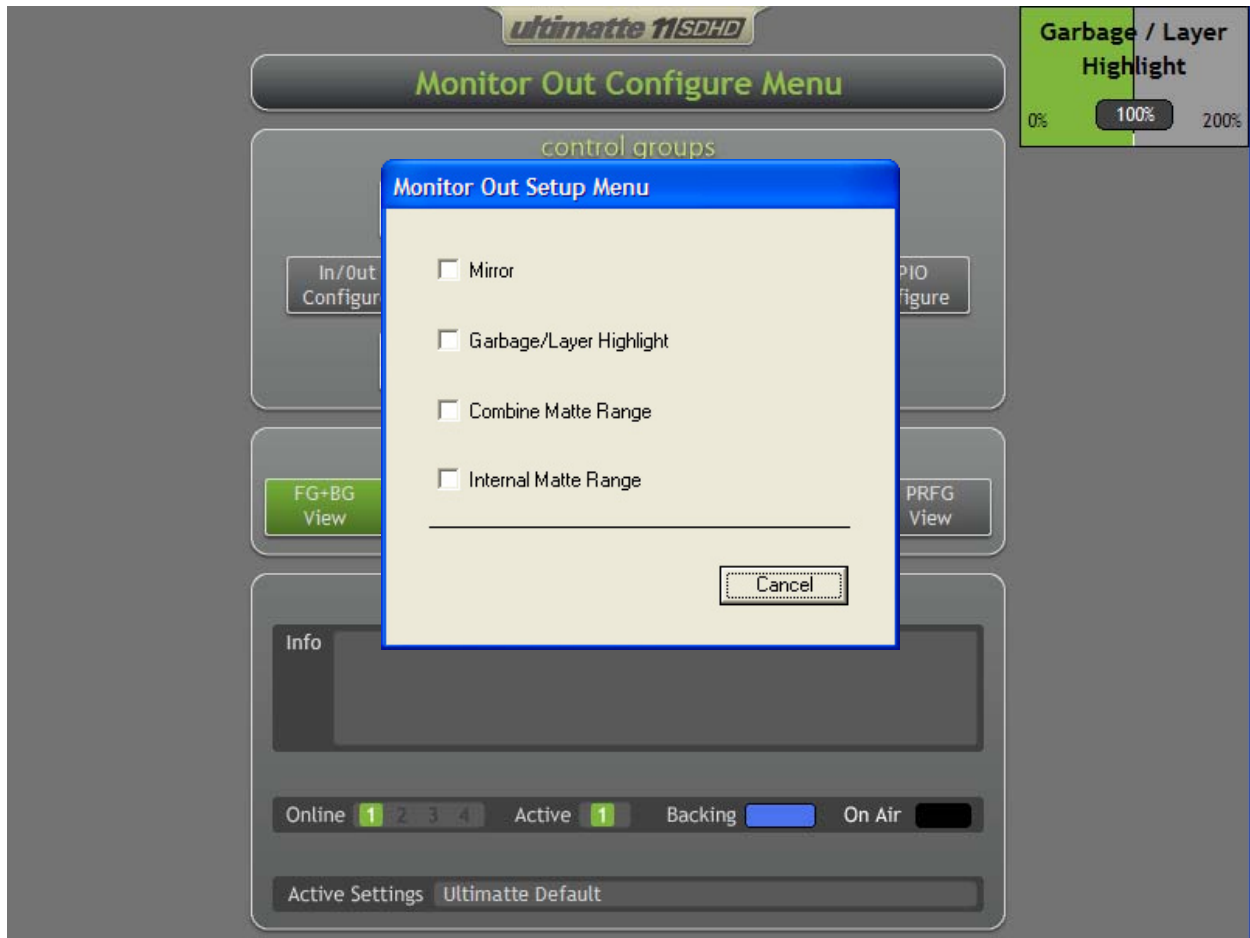 ultimatte 11 SDHD
Garbage / Layer
Highlight
0% 100% 200%
Monitor Out Configure Menu
control groups
Monitor Out Setup Menu
Mirror
Garbage/Layer Highlight
Combine Matte Range
Internal Matte Range
Cancel
In/Out
Configur
PIO
figure
FG+BG
View
PRFG
View
Info
Online 1 2 3 4 Active 1 Backing On Air
Active Settings Ultimatte Default